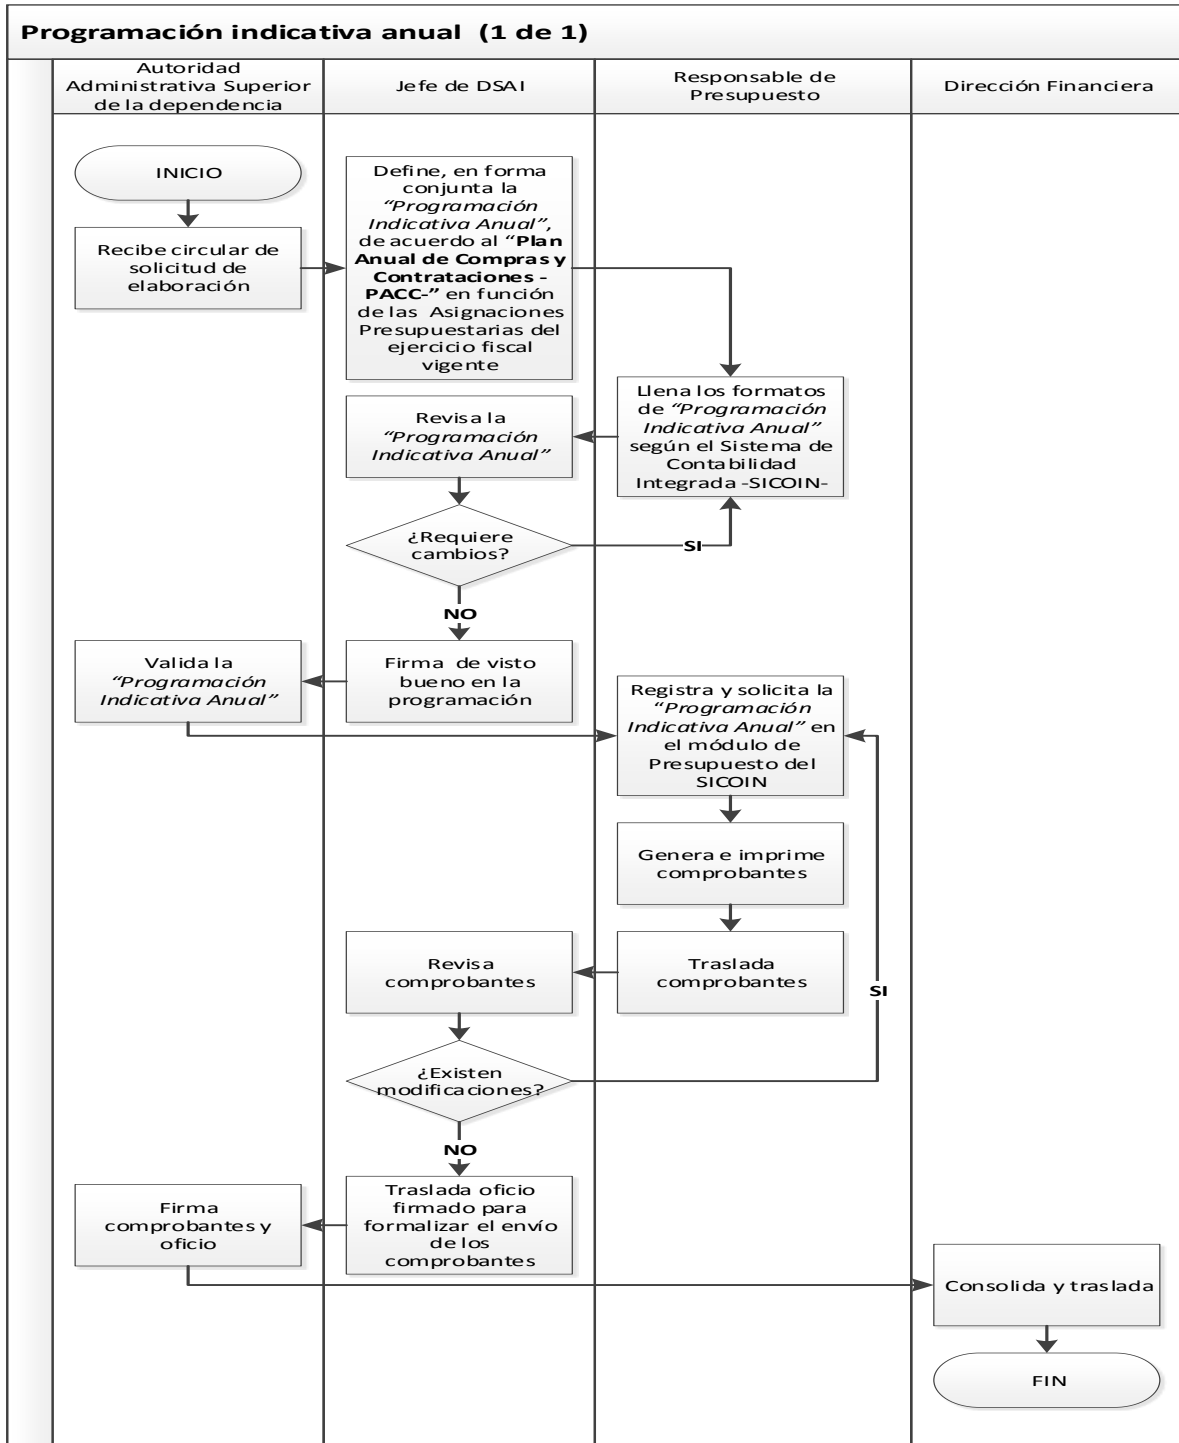 Programación indicativa anual (1 de 1)
Autoridad
Administrativa Superior
de la dependencia
Jefe de DSAI
Responsable de
Presupuesto
Dirección Financiera
INICIO
Recibe circular de
solicitud de
elaboración
Define, en forma
conjunta la
“Programación
Indicativa Anual”,
de acuerdo al “Plan
Anual de Compras y
Contrataciones -
PACC-” en función
de las Asignaciones
Presupuestarias del
ejercicio fiscal
vigente
Llena los formatos
de “Programación
Indicativa Anual”
según el Sistema de
Contabilidad
Integrada -SICOIN-
Revisa la
“Programación
Indicativa Anual”
¿Requiere
cambios?
SI
NO
Firma de visto
bueno en la
programación
Valida la
“Programación
Indicativa Anual”
Registra y solicita la
“Programación
Indicativa Anual” en
el módulo de
Presupuesto del
SICOIN
Genera e imprime
comprobantes
Traslada
comprobantes
Revisa
comprobantes
¿Existen
modificaciones?
SI
NO
Traslada oficio
firmado para
formalizar el envío
de los
comprobantes
Firma
comprobantes y
oficio
Consolida y traslada
FIN